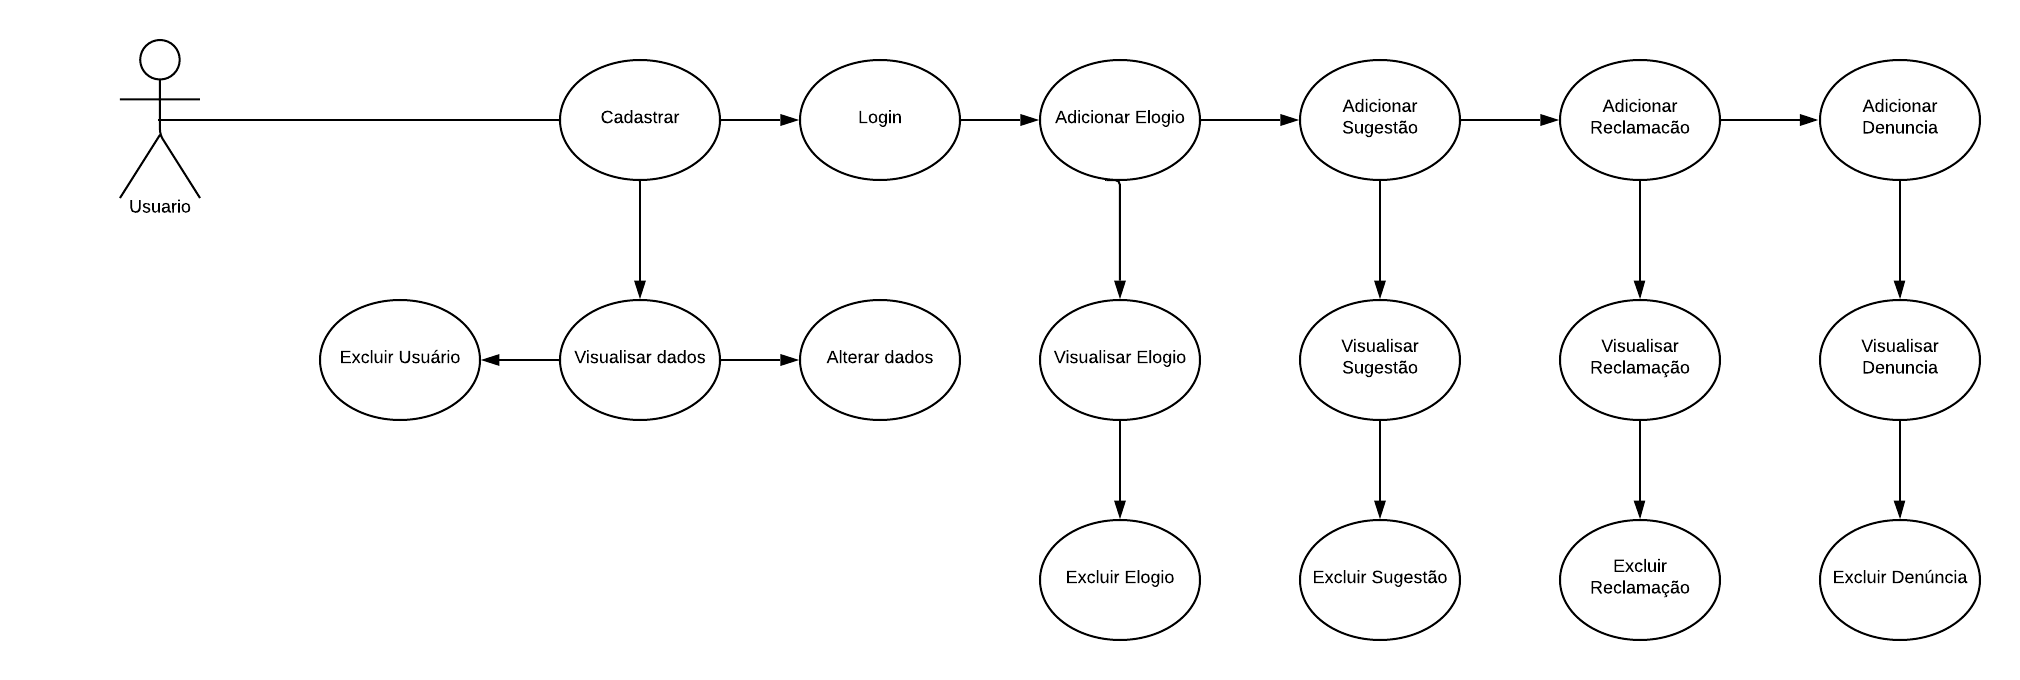 Cadastrar
Login
Adicionar Elogio
Adicionar
Sugestão
Adicionar
Reclamacão
Adicionar
Denuncia
Usuario
Excluir Usuário
Visualisar dados
Alterar dados
Visualisar Elogio
Visualisar
Sugestão
Visualisar
Reclamação
Visualisar
Denuncia
Excluir Elogio
Excluir Sugestão
Excluir
Reclamação
Excluir Denúncia